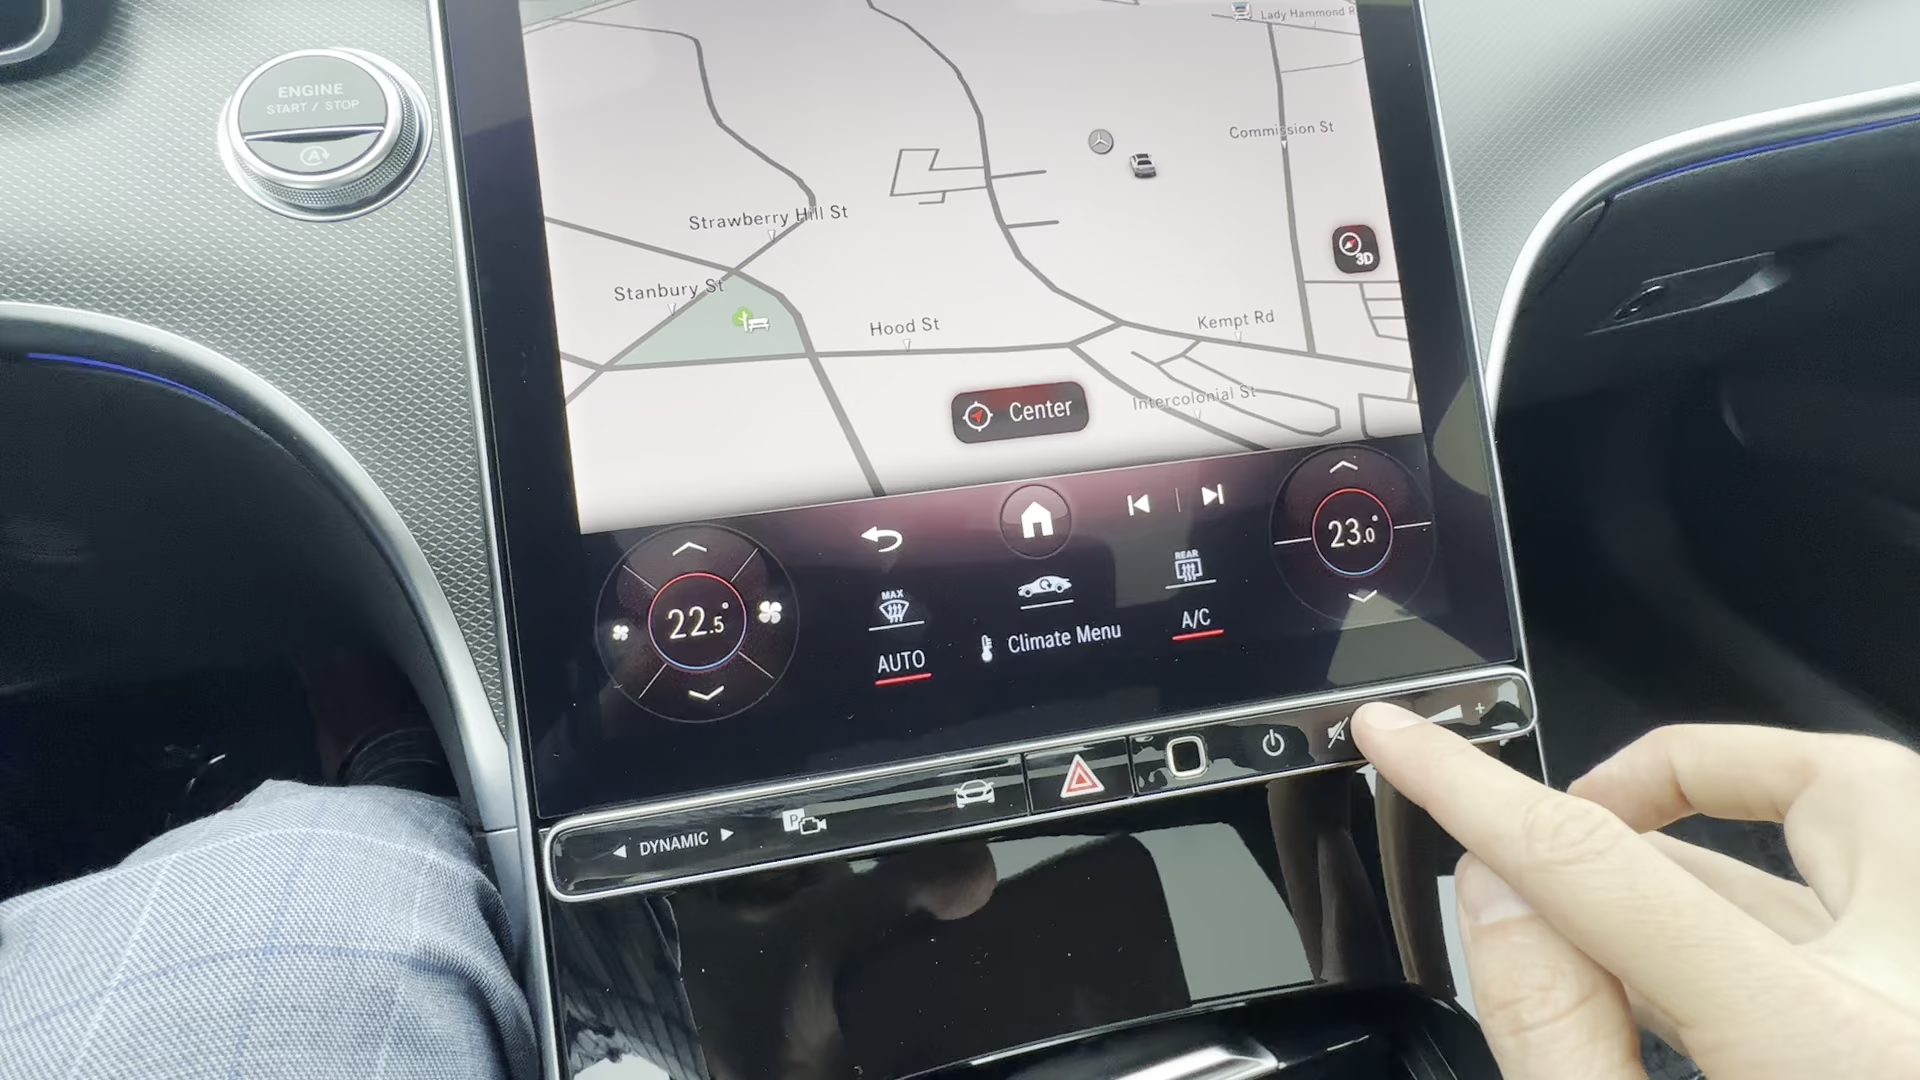 ENGINE
START / STOP
A
Lady Hammond R
Commission St
Strawberry Hill St
3D
Stanbury St
Hood St
Kempt Rd
Intercolonial St
Center
22.5°
23.0°
MAX
REAR
AUTO
Climate Menu
A/C
DYNAMIC
P
+